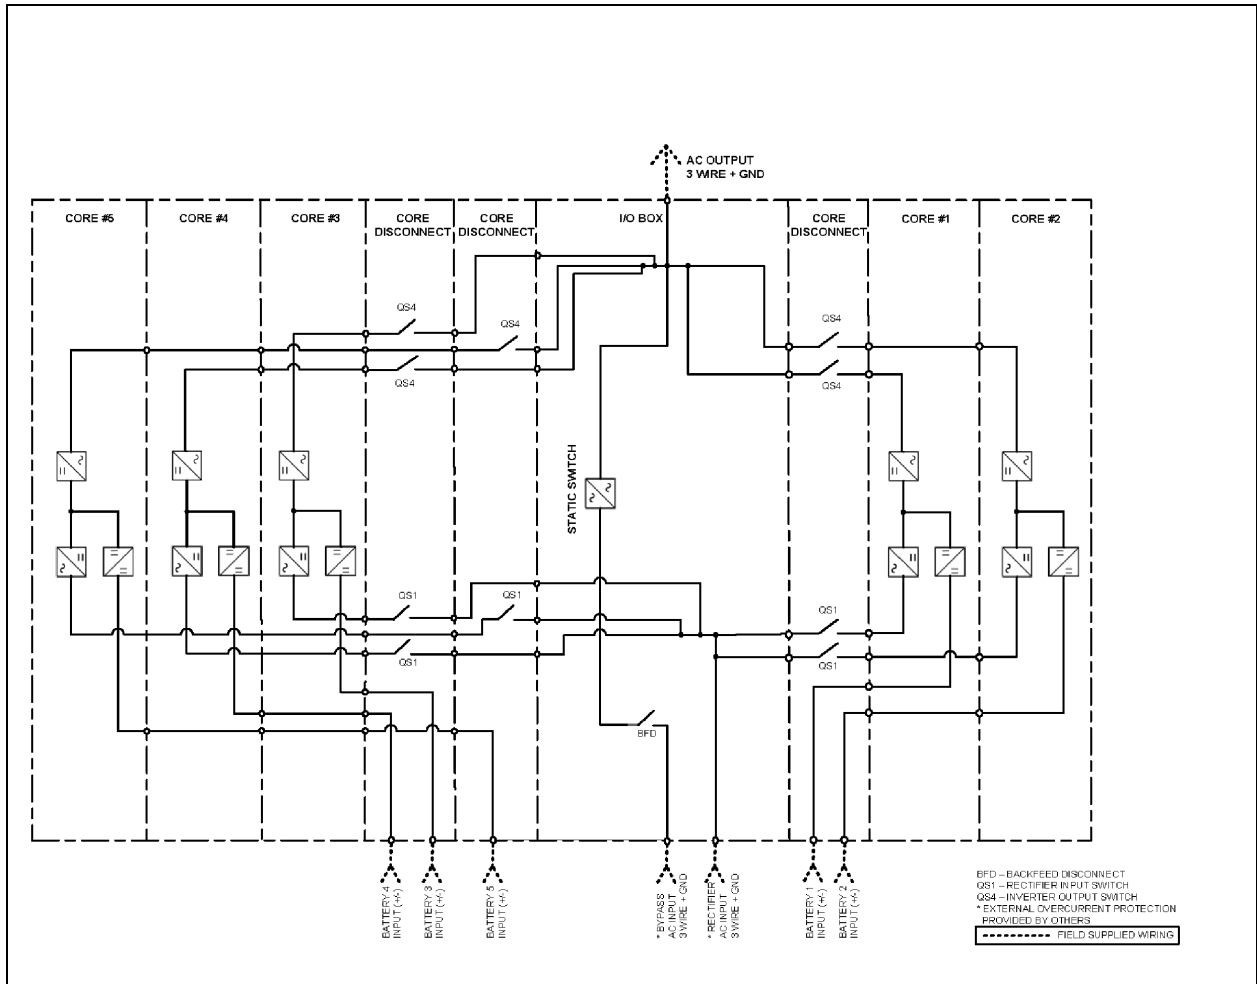 AC OUTPUT
3 WIRE + GND
CORE #5
CORE #4
CORE #3
CORE
DISCONNECT
CORE
DISCONNECT
I/O BOX
CORE
DISCONNECT
CORE #1
CORE #2
QS4
QS4
QS4
QS4
QS4
STATIC SWITCH
QS1
QS1
QS1
QS1
QS1
BFD
BATTERY 4
INPUT (+/-)
BATTERY 3
INPUT (+/-)
BATTERY 5
INPUT (+/-)
* BYPASS
AC INPUT
3 WIRE + GND
* RECTIFIER
AC INPUT
3 WIRE + GND
BATTERY 1
INPUT (+/-)
BATTERY 2
INPUT (+/-)
BFD – BACKFEED DISCONNECT
QS1 – RECTIFIER INPUT SWITCH
QS4 – INVERTER OUTPUT SWITCH
* EXTERNAL OVERCURRENT PROTECTION
PROVIDED BY OTHERS
FIELD SUPPLIED WIRING